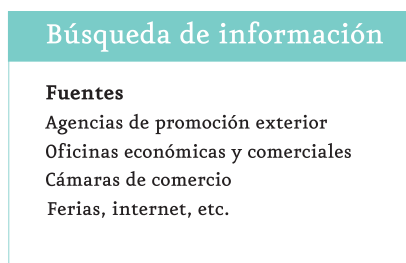 Búsqueda de información
Fuentes
Agencias de promoción exterior
Oficinas económicas y comerciales
Cámaras de comercio
Ferias, internet, etc.